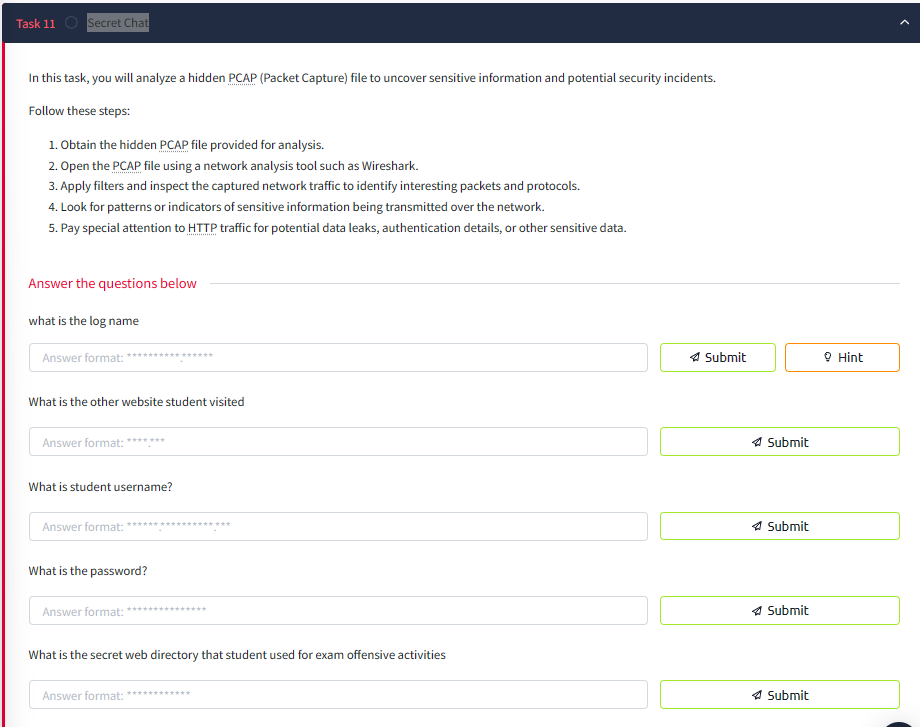 Task 11 Secret Chat
In this task, you will analyze a hidden PCAP (Packet Capture) file to uncover sensitive information and potential security incidents.
Follow these steps:
1. Obtain the hidden PCAP file provided for analysis.
2. Open the PCAP file using a network analysis tool such as Wireshark.
3. Apply filters and inspect the captured network traffic to identify interesting packets and protocols.
4. Look for patterns or indicators of sensitive information being transmitted over the network.
5. Pay special attention to HTTP traffic for potential data leaks, authentication details, or other sensitive data.
Answer the questions below
what is the log name
Answer format: **********.****** Submit Hint
What is the other website student visited
Answer format: ****.*** Submit
What is student username?
Answer format: ******.**********.*** Submit
What is the password?
Answer format: *************** Submit
What is the secret web directory that student used for exam offensive activities
Answer format: ************ Submit